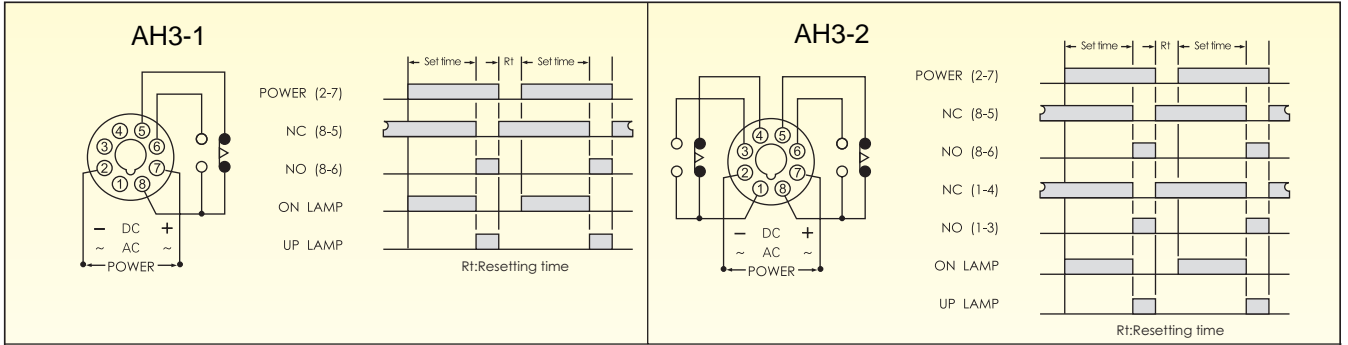 AH3-1
Set time Rt Set time
POWER (2-7)
NC (8-5)
NO (8-6)
ON LAMP
UP LAMP
Rt:Resetting time
4 5
3 6
2 7
1 8
− DC +
~ AC ~
POWER
AH3-2
Set time Rt Set time
POWER (2-7)
NC (8-5)
NO (8-6)
NC (1-4)
NO (1-3)
ON LAMP
UP LAMP
Rt:Resetting time
4 5
3 6
2 7
1 8
− DC +
~ AC ~
POWER